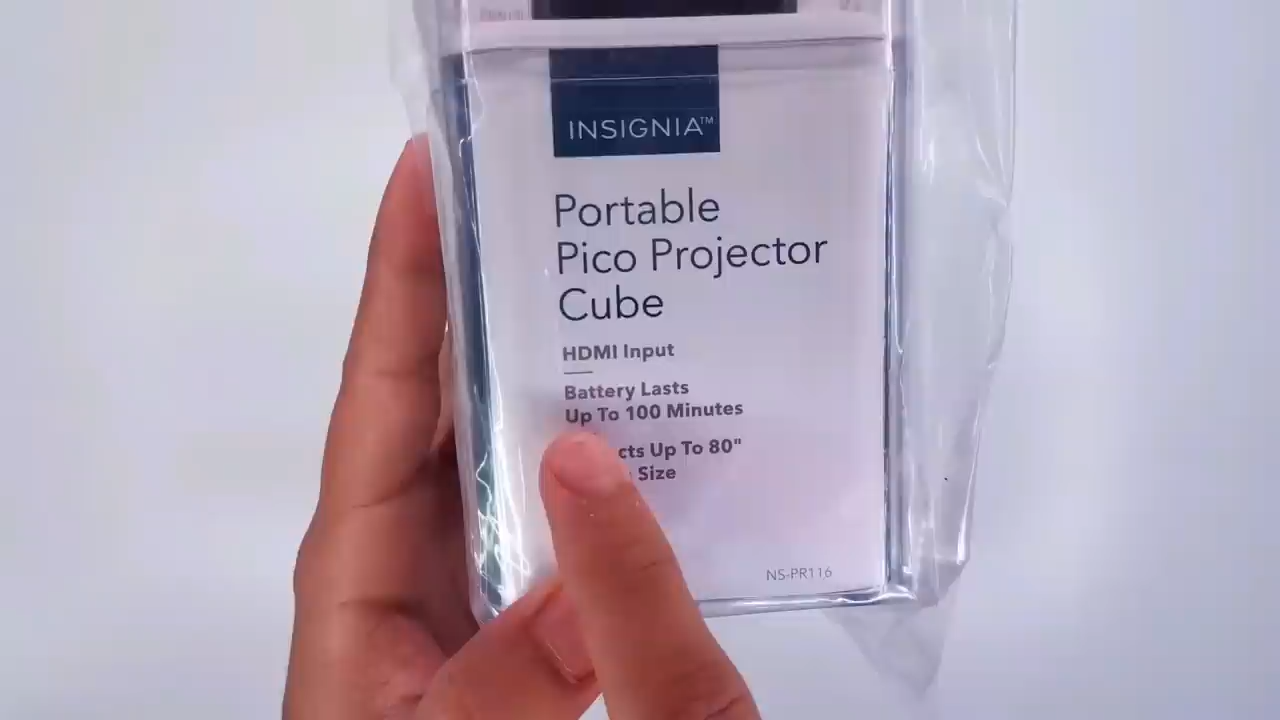 INSIGNIA™
Portable
Pico Projector
Cube
HDMI Input
Battery Lasts
Up To 100 Minutes
cts Up To 80"
Size
NS-PR116